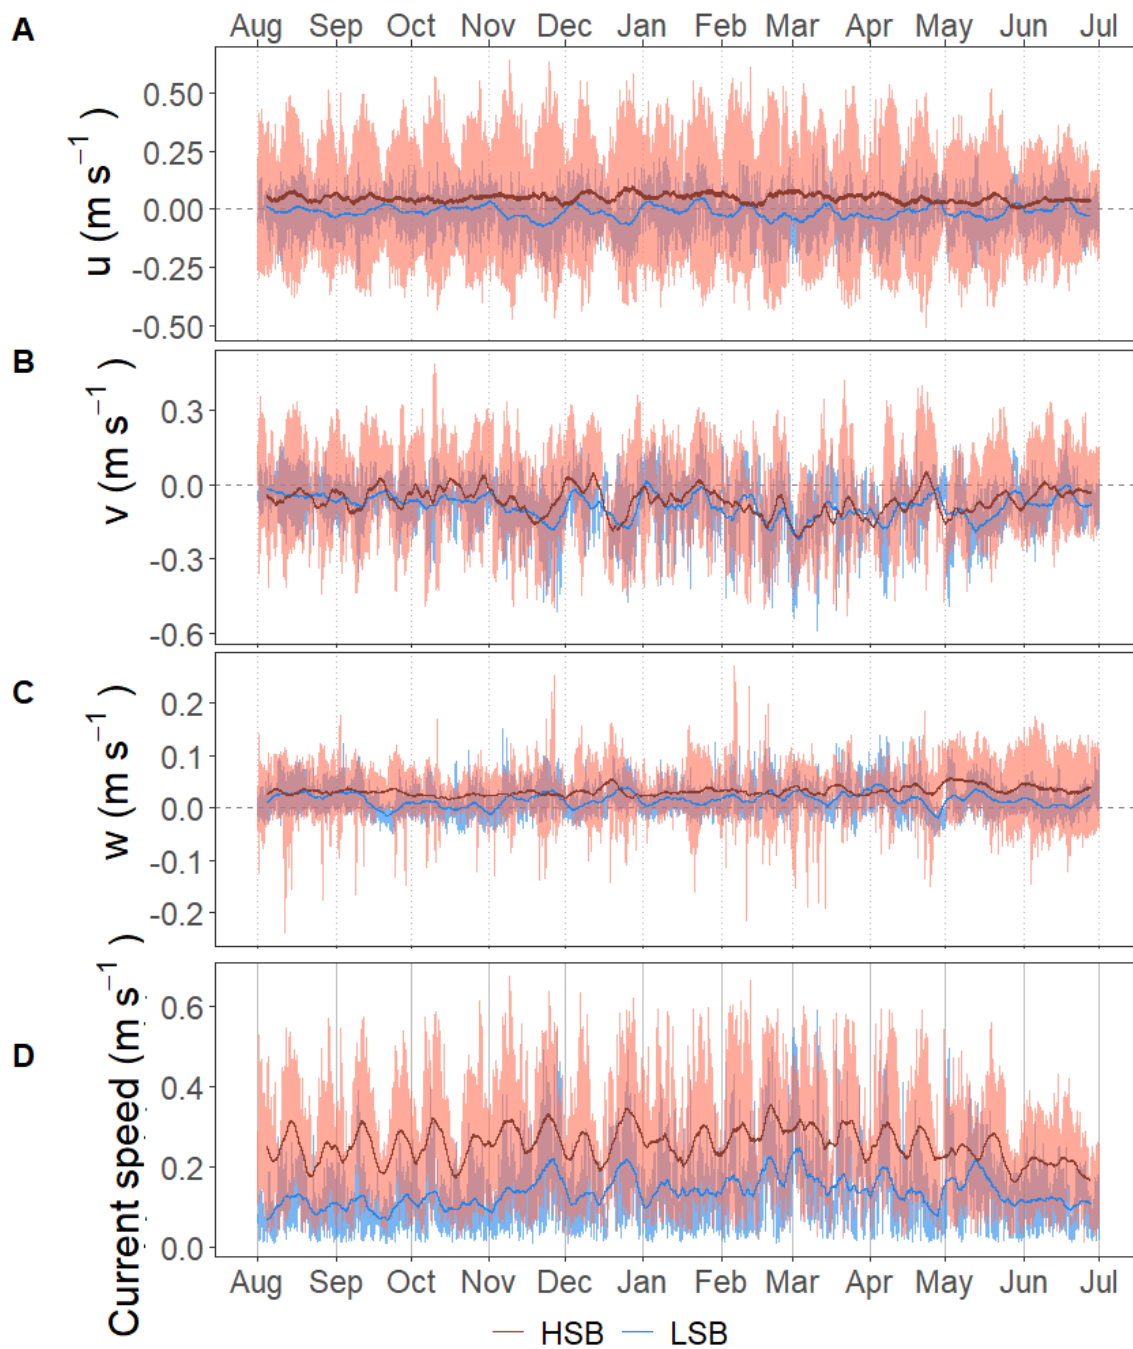 A
Aug Sep Oct Nov Dec Jan Feb Mar Apr May Jun Jul
u (m s⁻¹ )
0.50
0.25
0.00
-0.25
-0.50
B
v (m s⁻¹ )
0.3
0.0
-0.3
-0.6
C
w (m s⁻¹ )
0.2
0.1
0.0
-0.1
-0.2
D
Current speed (m s⁻¹ )
0.6
0.4
0.2
0.0
Aug Sep Oct Nov Dec Jan Feb Mar Apr May Jun Jul
HSB LSB